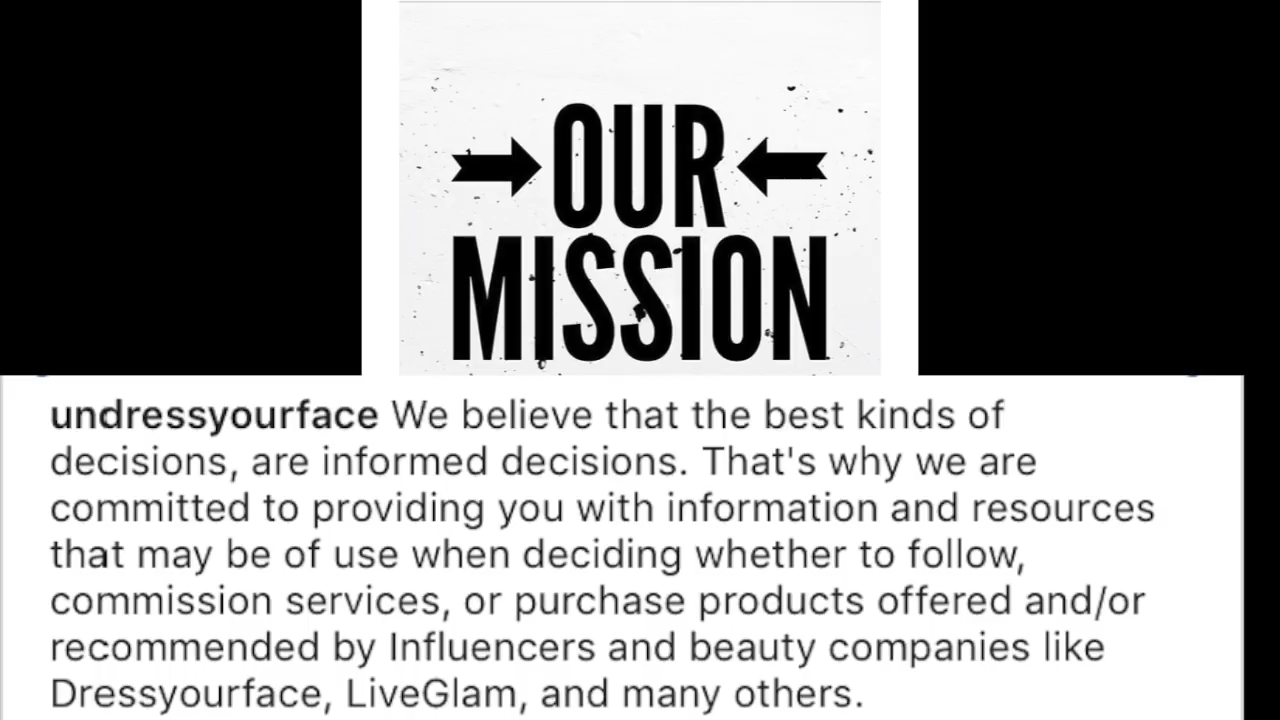 OUR
MISSION
undressyourface We believe that the best kinds of
decisions, are informed decisions. That's why we are
committed to providing you with information and resources
that may be of use when deciding whether to follow,
commission services, or purchase products offered and/or
recommended by Influencers and beauty companies like
Dressyourface, LiveGlam, and many others.